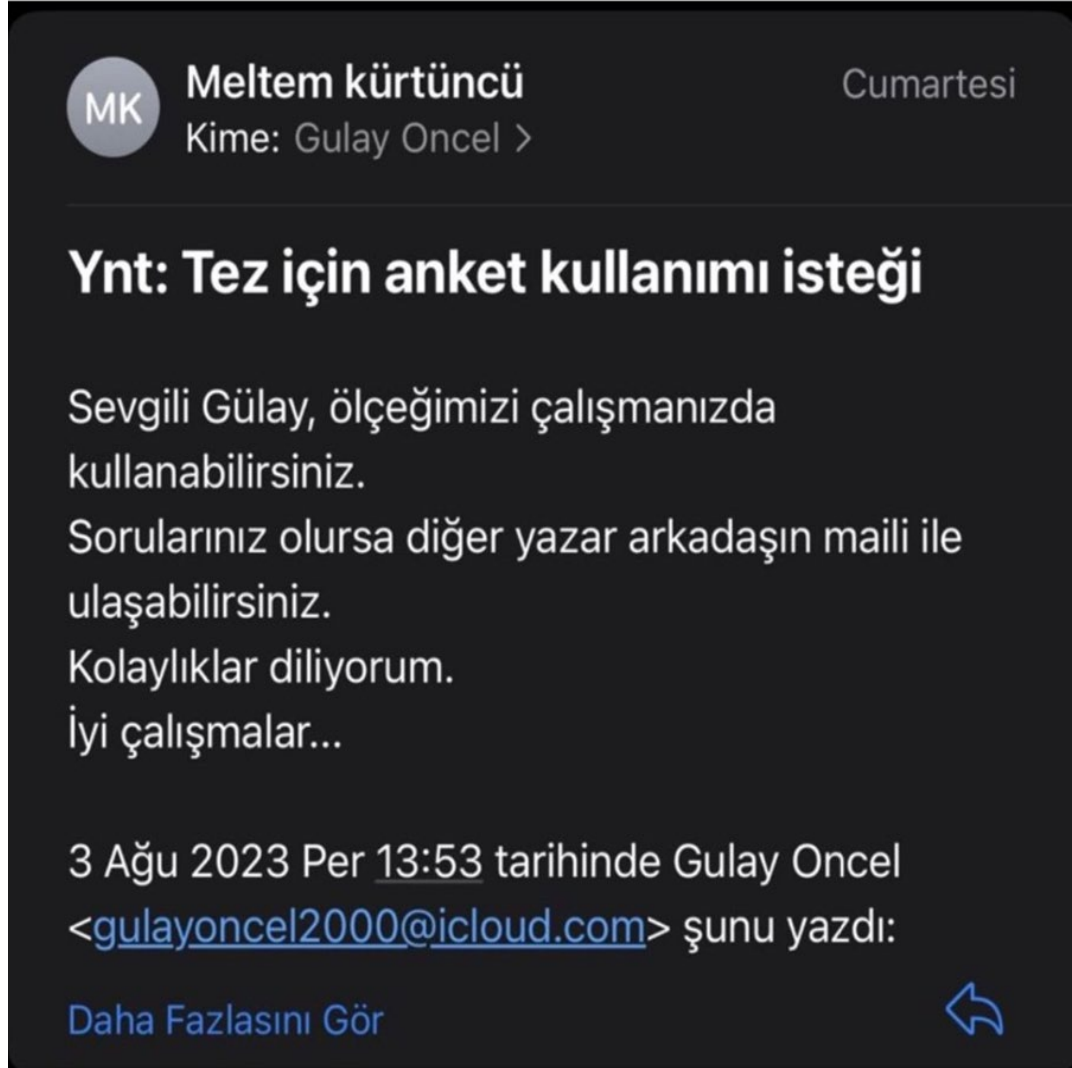 MK
Meltem kürtüncü
Cumartesi
Kime: Gulay Oncel >
Ynt: Tez için anket kullanımı isteği
Sevgili Gülay, ölçeğimizi çalışmanızda
kullanabilirsiniz.
Sorularınız olursa diğer yazar arkadaşın maili ile
ulaşabilirsiniz.
Kolaylıklar diliyorum.
İyi çalışmalar...
3 Ağu 2023 Per 13:53 tarihinde Gulay Oncel
<gulayoncel2000@icloud.com> şunu yazdı:
Daha Fazlasını Gör